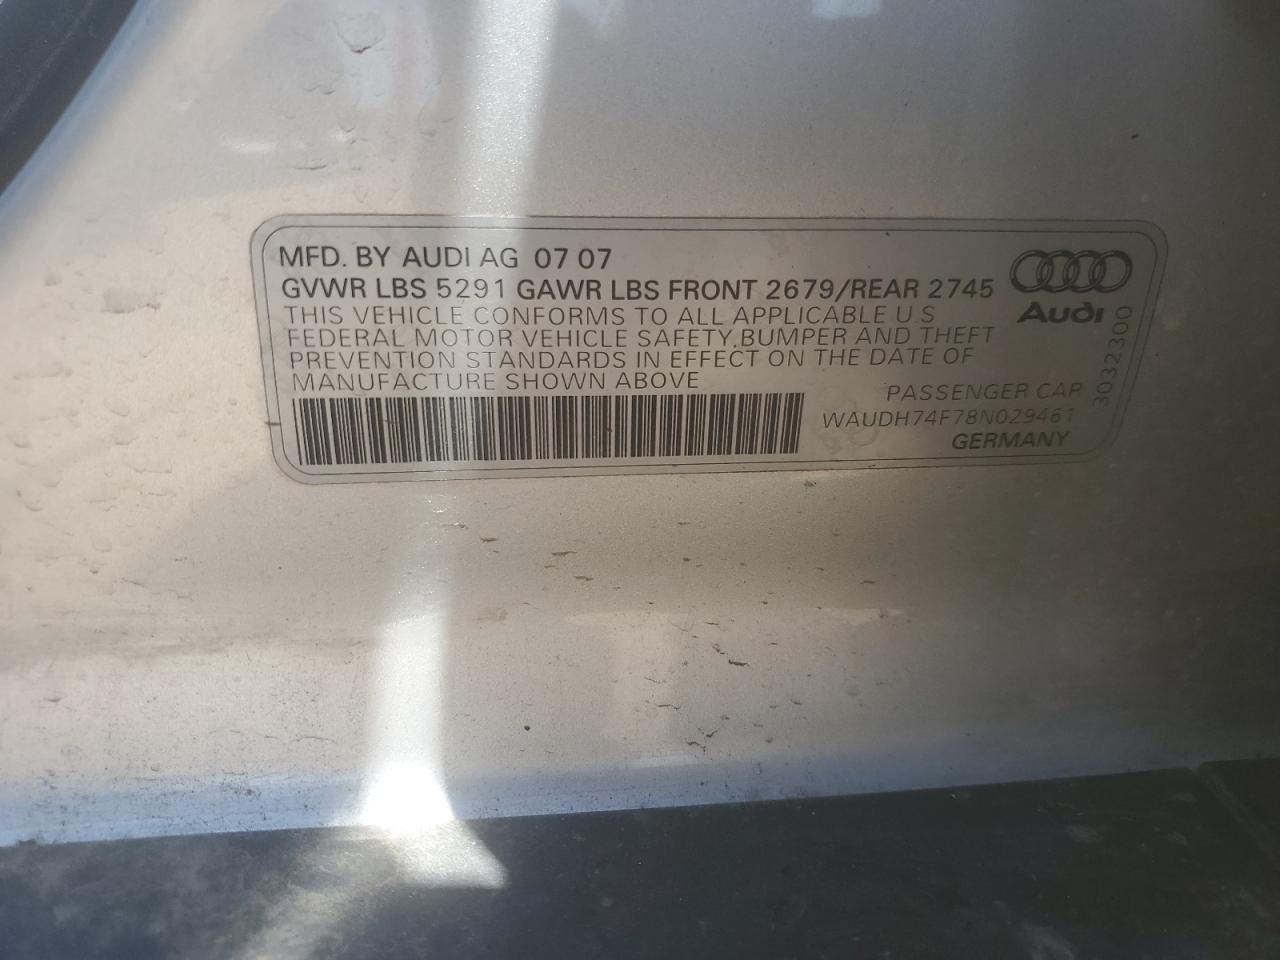 MFD. BY AUDI AG 07 07
GVWR LBS 5291 GAWR LBS FRONT 2679/REAR 2745
THIS VEHICLE CONFORMS TO ALL APPLICABLE U S
FEDERAL MOTOR VEHICLE SAFETY, BUMPER AND THEFT
PREVENTION STANDARDS IN EFFECT ON THE DATE OF
MANUFACTURE SHOWN ABOVE
Audi
3032300
PASSENGER CAR
WAUDH74F78N029461
GERMANY